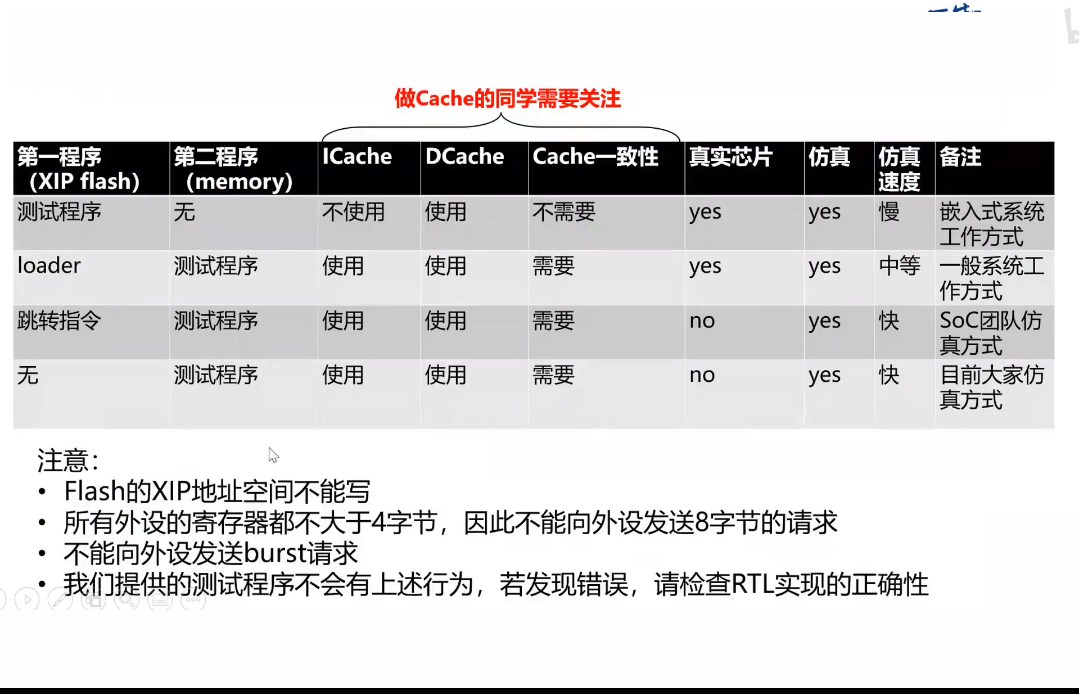 做Cache的同学需要关注
第一程序 第二程序 ICache DCache Cache一致性 真实芯片 仿真 仿真 备注
（XIP flash） （memory） 速度
测试程序 无 不使用 使用 不需要 yes yes 慢 嵌入式系统
工作方式
loader 测试程序 使用 使用 需要 yes yes 中等 一般系统工
作方式
跳转指令 测试程序 使用 使用 需要 no yes 快 SoC团队仿
真方式
无 测试程序 使用 使用 需要 no yes 快 目前大家仿
真方式
注意：
• Flash的XIP地址空间不能写
• 所有外设的寄存器都不大于4字节，因此不能向外设发送8字节的请求
• 不能向外设发送burst请求
• 我们提供的测试程序不会有上述行为，若发现错误，请检查RTL实现的正确性